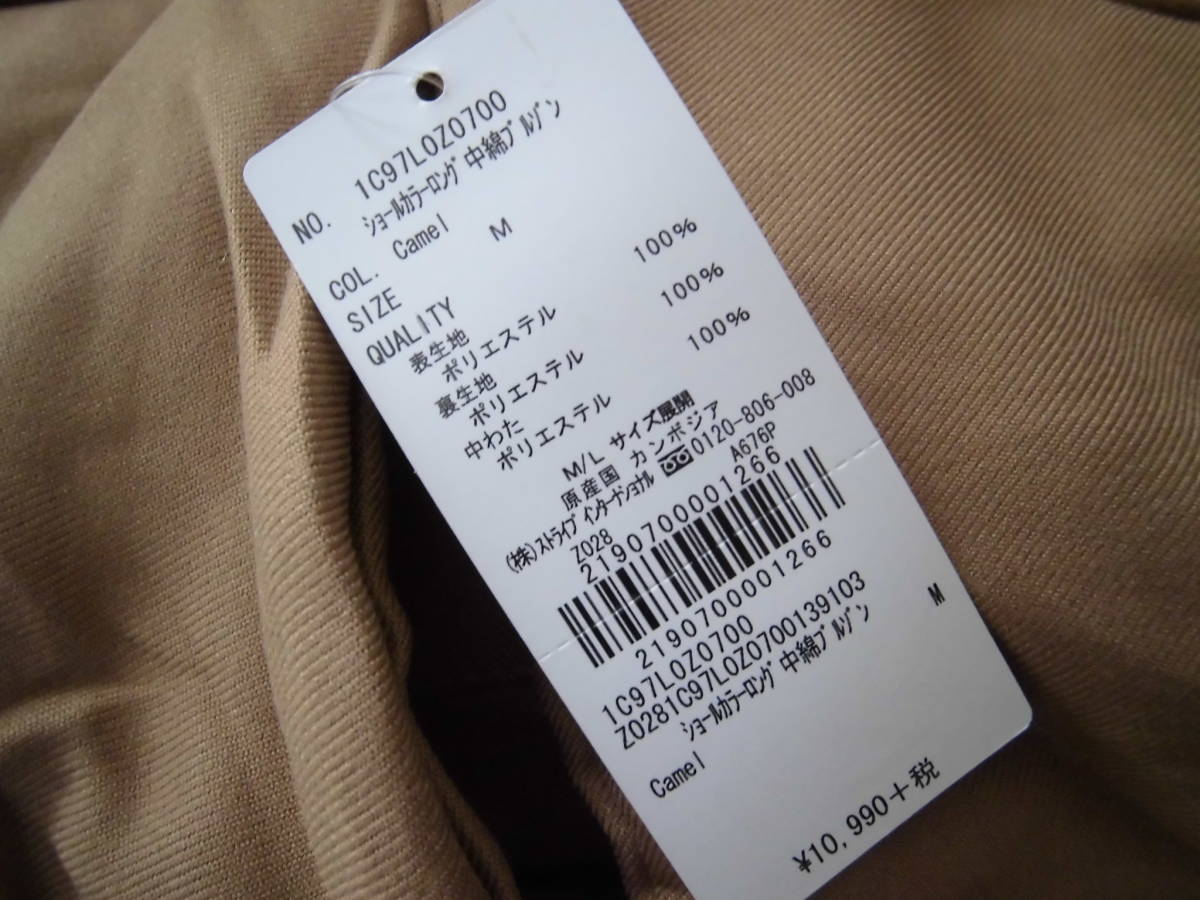 NO. 1C97L0Z0700
ショールカラーロング中綿ブルゾン
COL. Camel
SIZE M
QUALITY
表生地
ポリエステル 100%
裏生地
ポリエステル 100%
中わた
ポリエステル 100%
M/L サイズ展開
原産国 カンボジア
(株)ストライプインターナショナル 0120-806-008
Z028 A676P
2190700001266
2190700001266
1C97L0Z0700
Z0281C97L0Z0700139103
ショールカラーロング中綿ブルゾン
Camel M
¥10,990+税